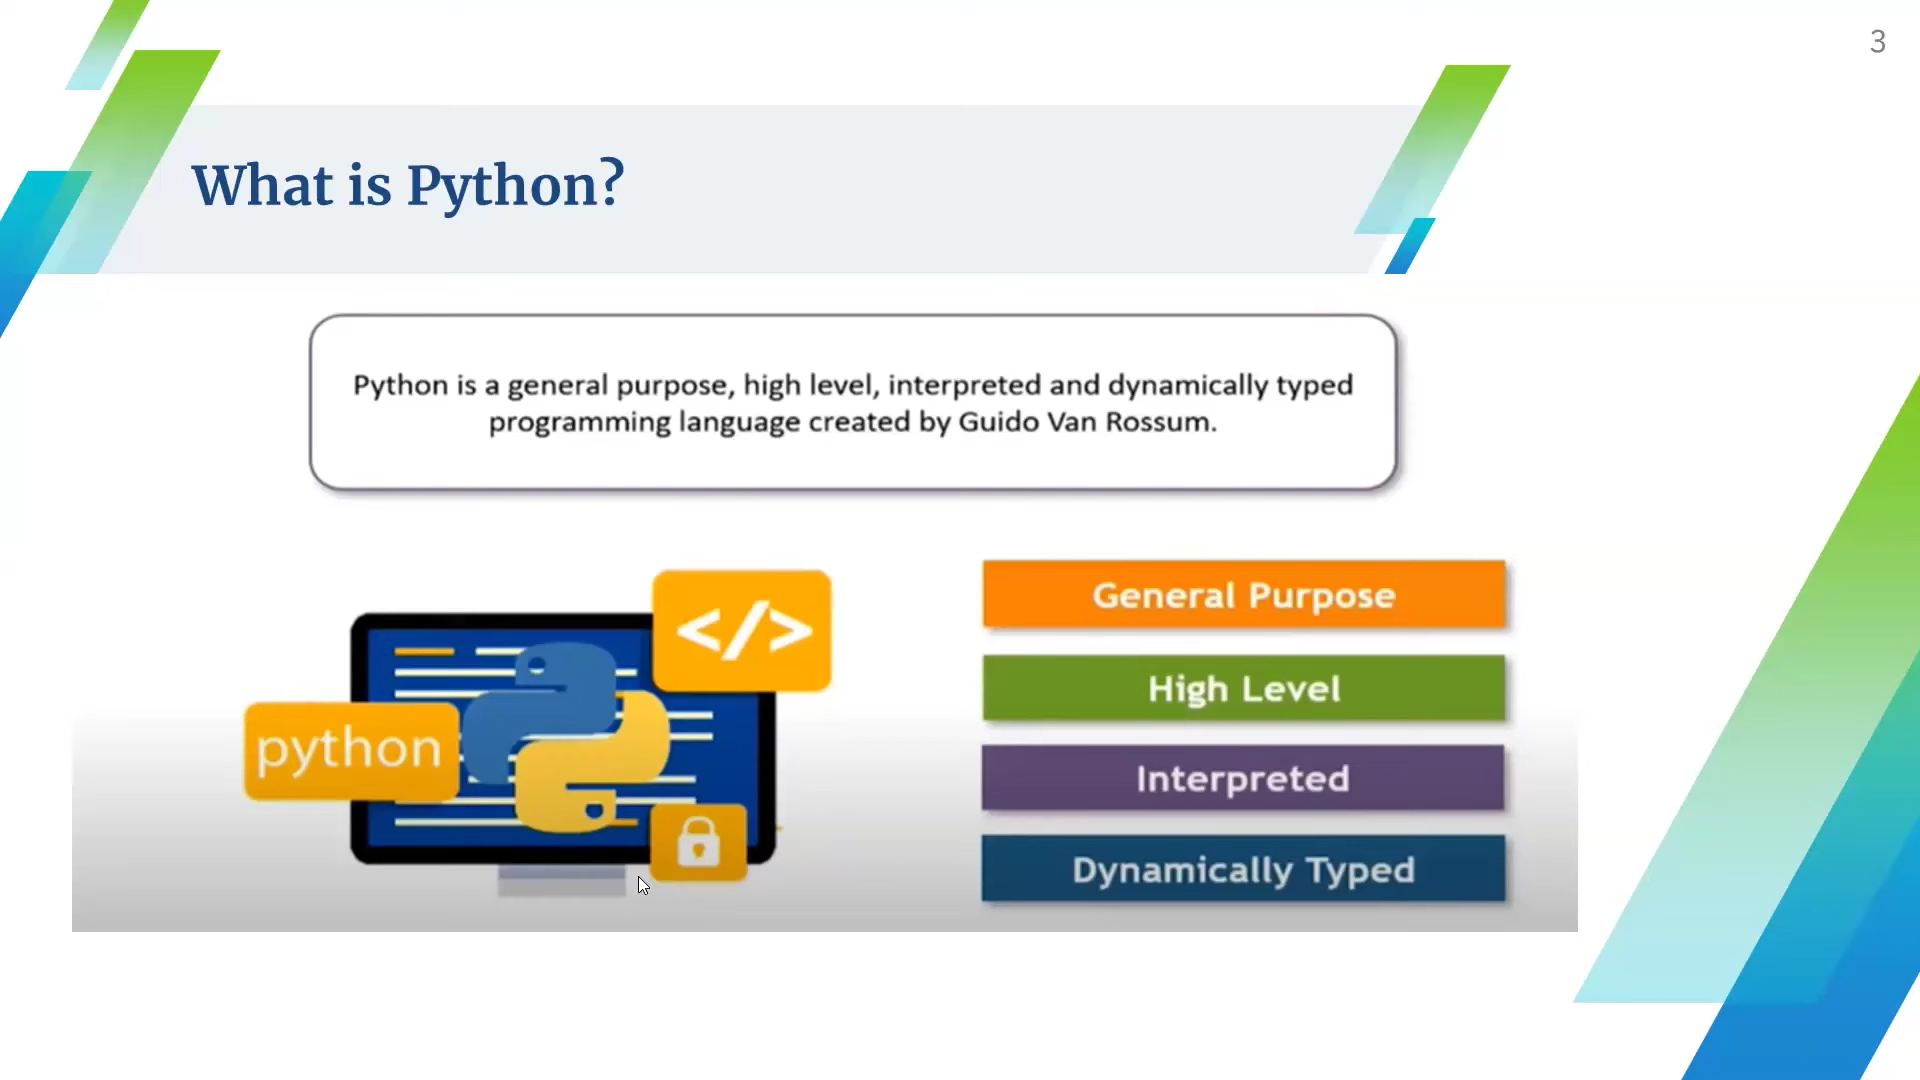 3
What is Python?
Python is a general purpose, high level, interpreted and dynamically typed
programming language created by Guido Van Rossum.
</>
python
General Purpose
High Level
Interpreted
Dynamically Typed